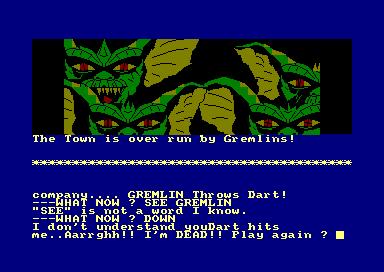 The Town is over run by Gremlins!
****************************************
company.... GREMLIN Throws Dart!
---WHAT NOW ? SEE GREMLIN
"SEE" is not a word I know.
---WHAT NOW ? DOWN
I don't understand youDart hits
me..Aarrghh!! I'm DEAD!! Play again ?